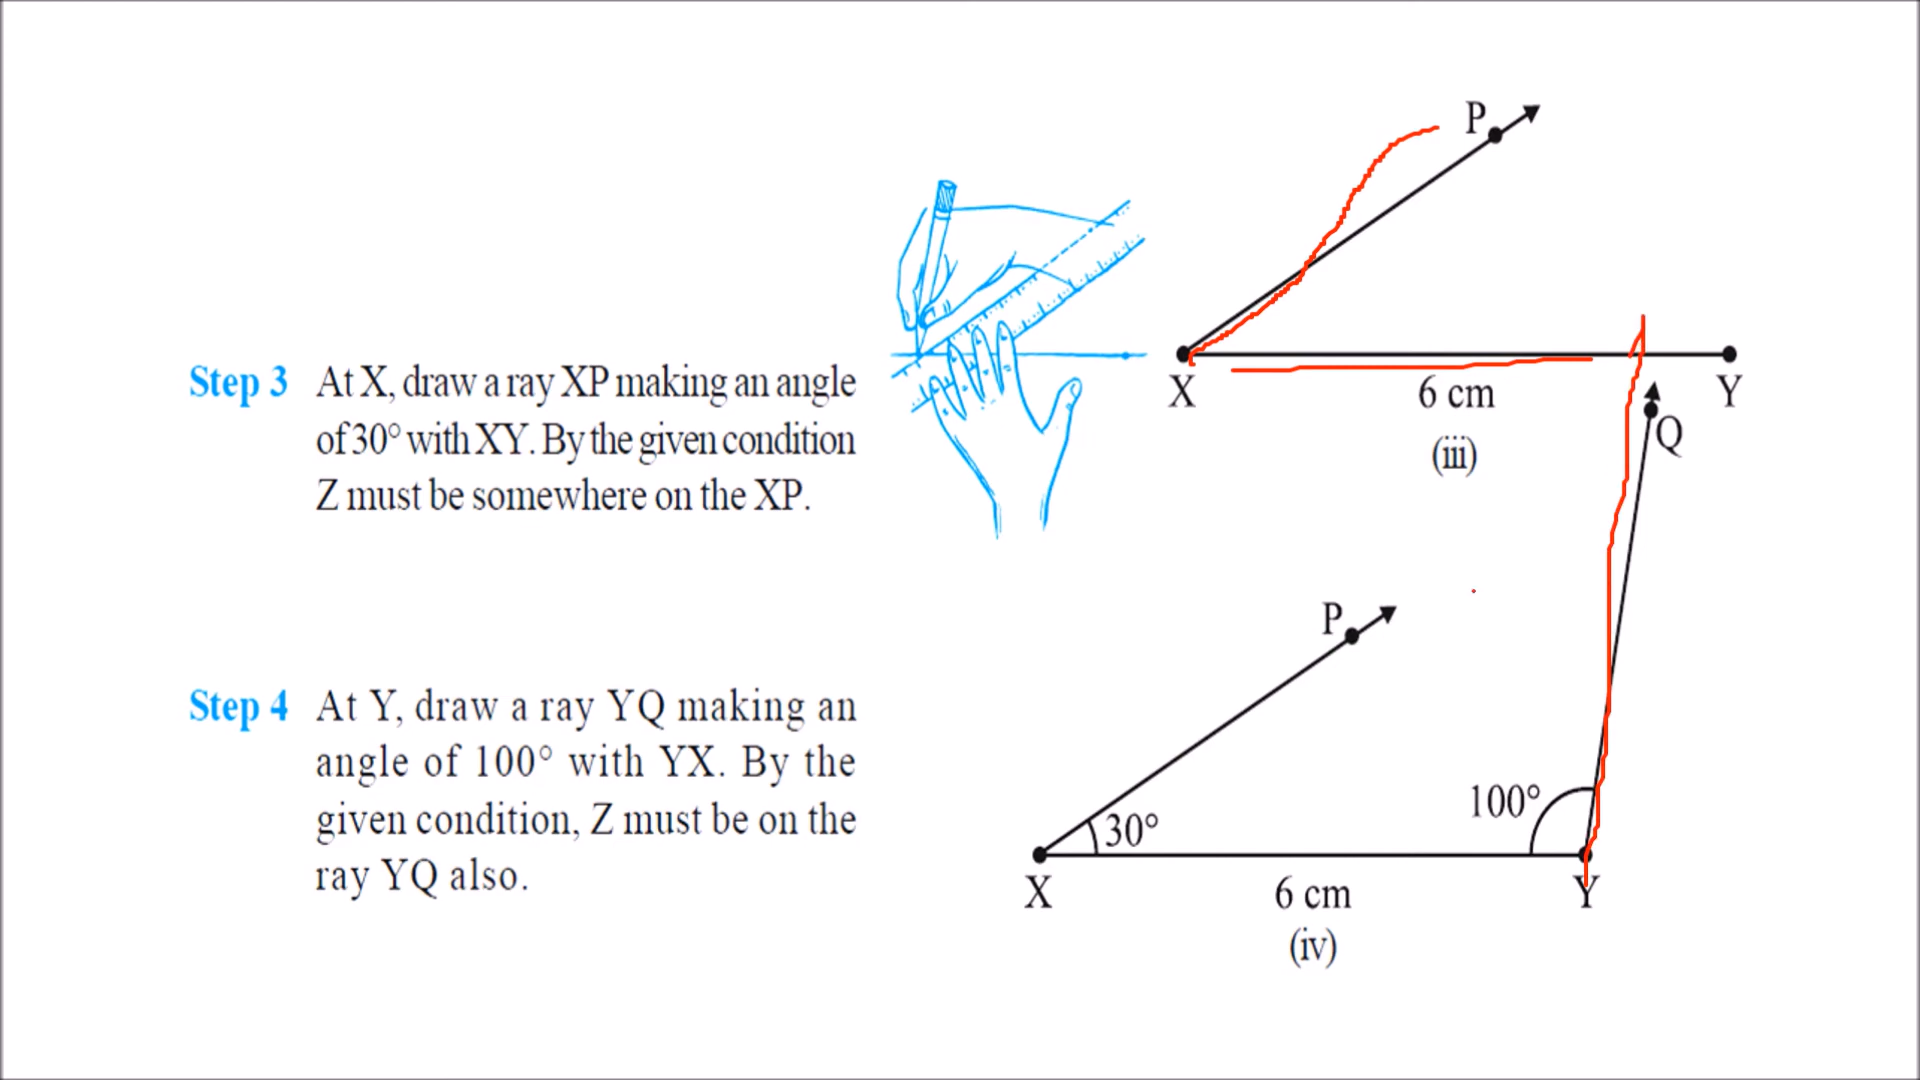 P
X
6 cm
Y
(iii)
Step 3 At X, draw a ray XP making an angle
of 30° with XY. By the given condition
Z must be somewhere on the XP.
Q
P
Step 4 At Y, draw a ray YQ making an
angle of 100° with YX. By the
given condition, Z must be on the
ray YQ also.
100°
30°
X
6 cm
Y
(iv)